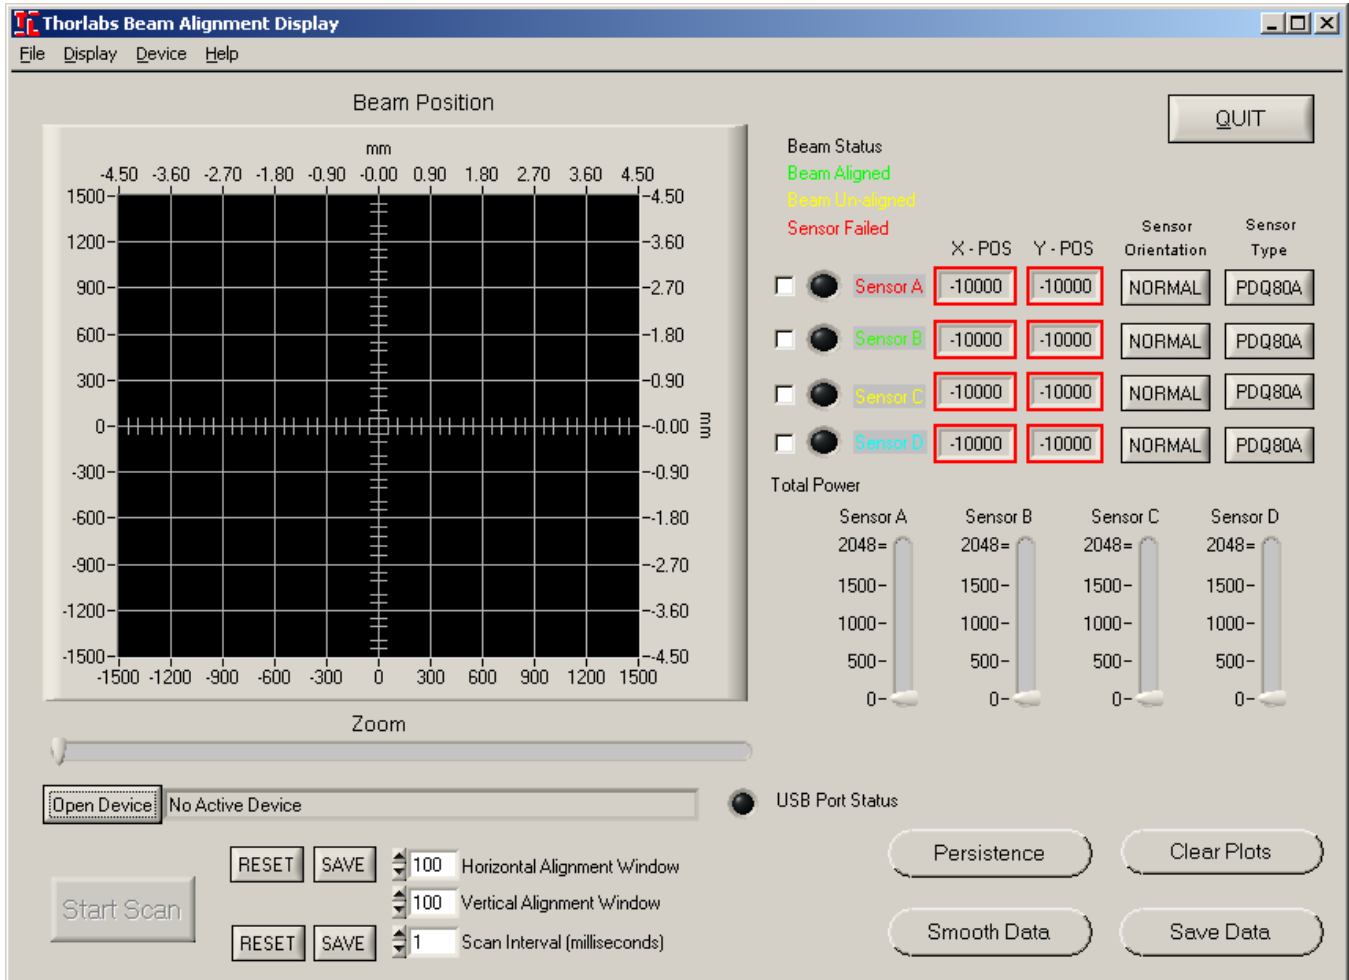 Thorlabs Beam Alignment Display
File Display Device Help
Beam Position
QUIT
mm
-4.50 -3.60 -2.70 -1.80 -0.90 -0.00 0.90 1.80 2.70 3.60 4.50
1500 -4.50
1200 -3.60
900 -2.70
600 -1.80
300 -0.90
0 -0.00 mm
-300 -0.90
-600 -1.80
-900 -2.70
-1200 -3.60
-1500 -4.50
-1500 -1200 -900 -600 -300 0 300 600 900 1200 1500
Beam Status
Beam Aligned
Beam Un-aligned
Sensor Failed
X - POS Y - POS Sensor Orientation Sensor Type
Sensor A -10000 -10000 NORMAL PDQ80A
Sensor B -10000 -10000 NORMAL PDQ80A
Sensor C -10000 -10000 NORMAL PDQ80A
Sensor D -10000 -10000 NORMAL PDQ80A
Total Power
Sensor A Sensor B Sensor C Sensor D
2048= 2048= 2048= 2048=
1500- 1500- 1500- 1500-
1000- 1000- 1000- 1000-
500- 500- 500- 500-
0- 0- 0- 0-
Zoom
Open Device No Active Device
USB Port Status
Start Scan
RESET SAVE 100 Horizontal Alignment Window
100 Vertical Alignment Window
RESET SAVE 1 Scan Interval (milliseconds)
Persistence Clear Plots
Smooth Data Save Data